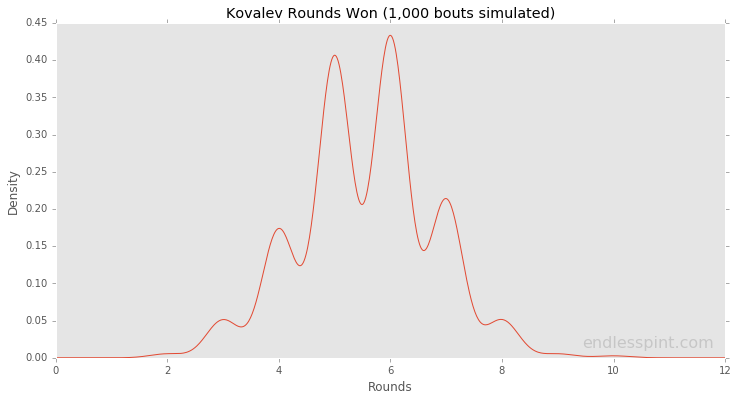 Kovalev Rounds Won (1,000 bouts simulated)
0.45
0.40
0.35
0.30
0.25
0.20
0.15
0.10
0.05
0.00
Density
endlesspint.com
0 2 4 6 8 10 12
Rounds